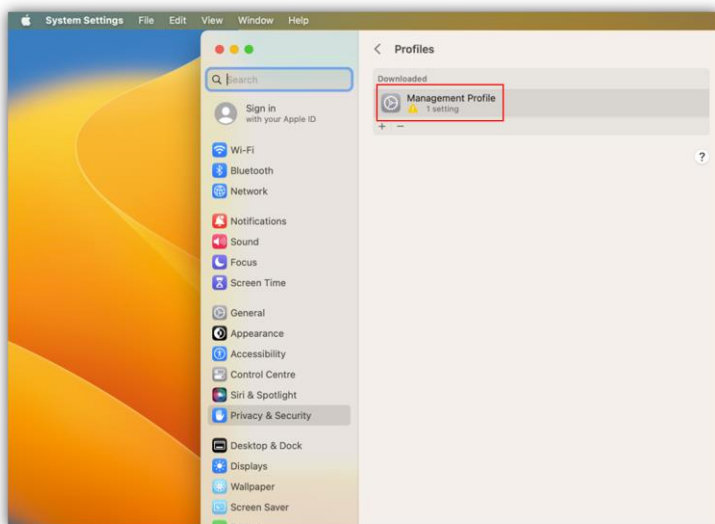 System Settings File Edit View Window Help
Profiles
Search
Downloaded
Management Profile
1 setting
+ −
?
Sign in
with your Apple ID
Wi-Fi
Bluetooth
Network
Notifications
Sound
Focus
Screen Time
General
Appearance
Accessibility
Control Centre
Siri & Spotlight
Privacy & Security
Desktop & Dock
Displays
Wallpaper
Screen Saver